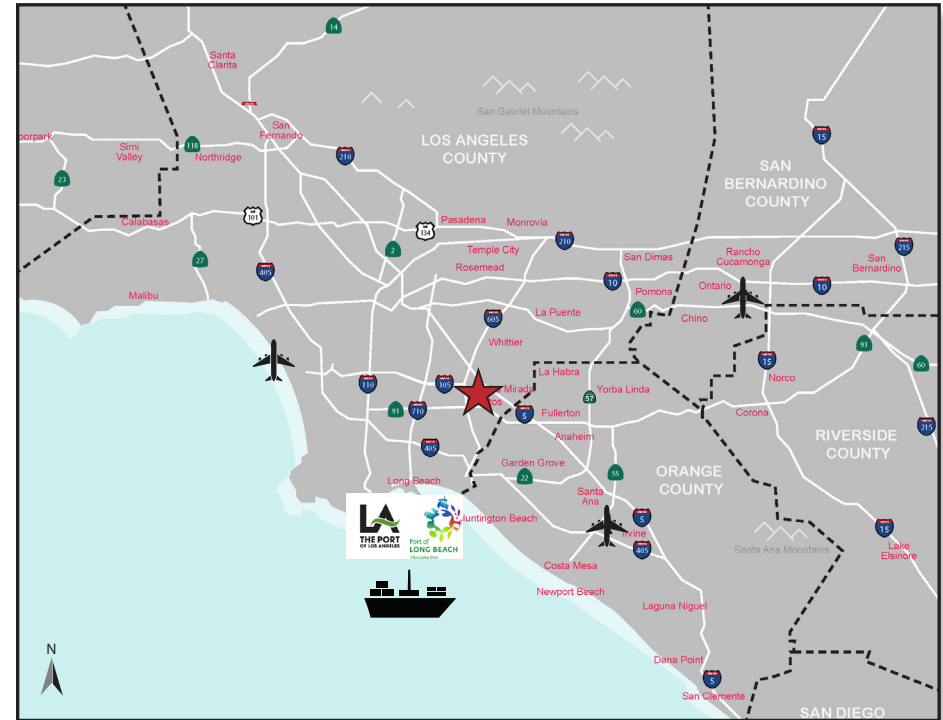 14
Santa
Clarita
San Gabriel Mountains
San
Fernando
LOS ANGELES
COUNTY
15
118
Simi
Valley
Northridge
210
SAN
BERNARDINO
COUNTY
23
Calabasas
101
134
Pasadena
Monrovia
2
210
215
Temple City
Rosemead
San Dimas
Rancho
Cucamonga
San
Bernardino
27
405
10
Pomona
Ontario
10
Malibu
605
La Puente
60
Chino
Whittier
91
15
60
La Habra
Norco
110
105
Mirada
Yorba Linda
57
91
710
5
Fullerton
Corona
215
Anaheim
405
RIVERSIDE
COUNTY
Garden Grove
22
55
ORANGE
COUNTY
Long Beach
Santa
Ana
LA
THE PORT
OF LOS ANGELES
Port of
LONG BEACH
The Green Port
Huntington Beach
5
Irvine
405
15
Lake
Elsinore
Santa Ana Mountains
Costa Mesa
Newport Beach
Laguna Niguel
N
Dana Point
5
San Clemente
SAN DIEGO